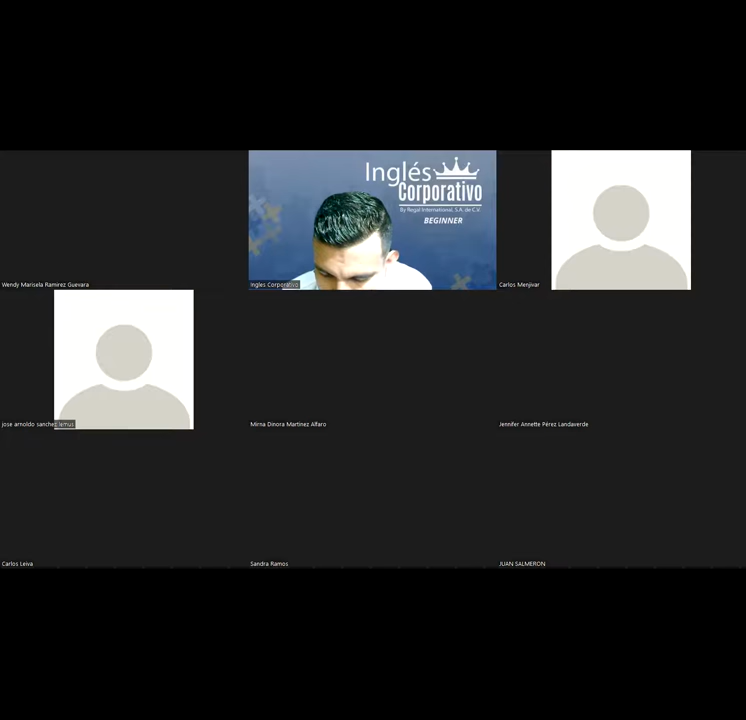 Inglés
Corporativo
By Regal International, S.A. de C.V.
BEGINNER
Wendy Marisela Ramirez Guevara
Ingles Corporativo
Carlos Menjivar
jose arnoldo sanchez lemus
Mirna Dinora Martínez Alfaro
Jennifer Annette Pérez Landaverde
Carlos Leiva
Sandra Ramos
JUAN SALMERON